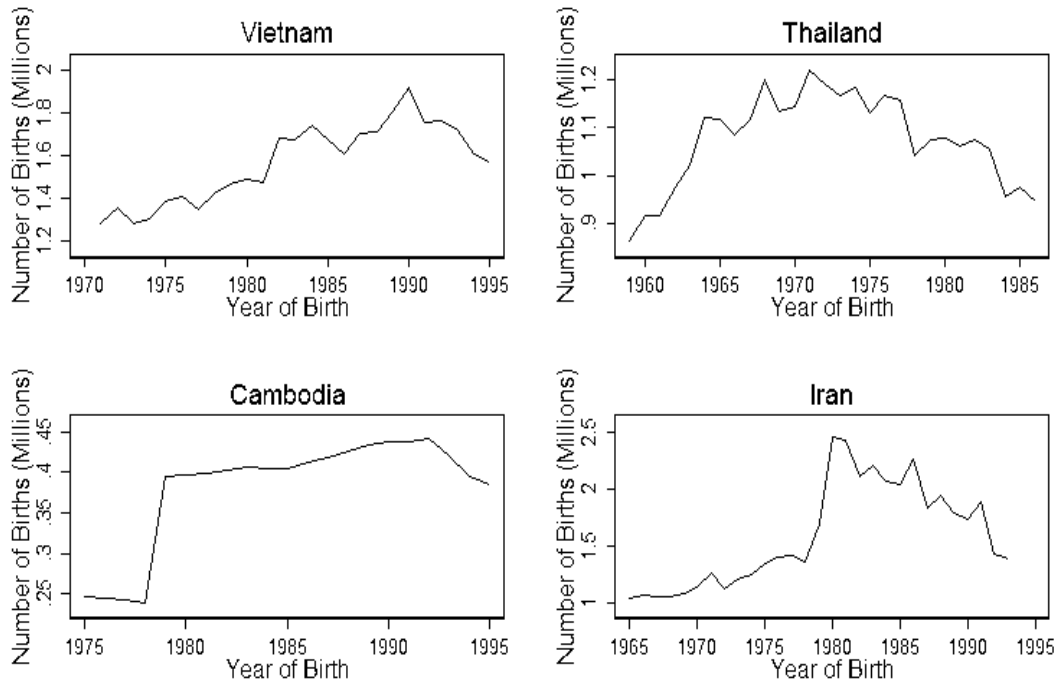 Vietnam
Number of Births (Millions)
2
1.8
1.6
1.4
1.2
1970 1975 1980 1985 1990 1995
Year of Birth
Thailand
Number of Births (Millions)
1.2
1.1
1
.9
1960 1965 1970 1975 1980 1985
Year of Birth
Cambodia
Number of Births (Millions)
.45
.4
.35
.3
.25
1975 1980 1985 1990 1995
Year of Birth
Iran
Number of Births (Millions)
2.5
2
1.5
1
1965 1970 1975 1980 1985 1990 1995
Year of Birth